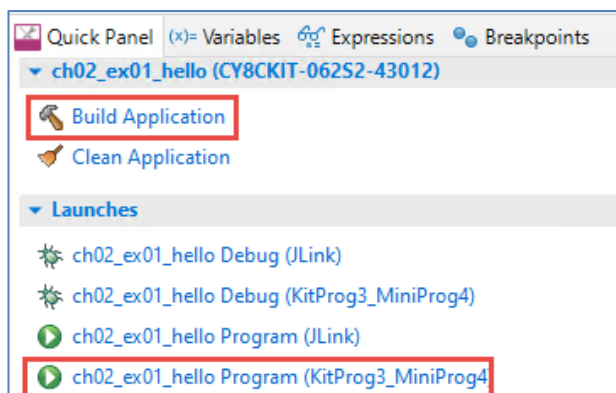 Quick Panel (x)= Variables Expressions Breakpoints
ch02_ex01_hello (CY8CKIT-062S2-43012)
Build Application
Clean Application
Launches
ch02_ex01_hello Debug (JLink)
ch02_ex01_hello Debug (KitProg3_MiniProg4)
ch02_ex01_hello Program (JLink)
ch02_ex01_hello Program (KitProg3_MiniProg4)